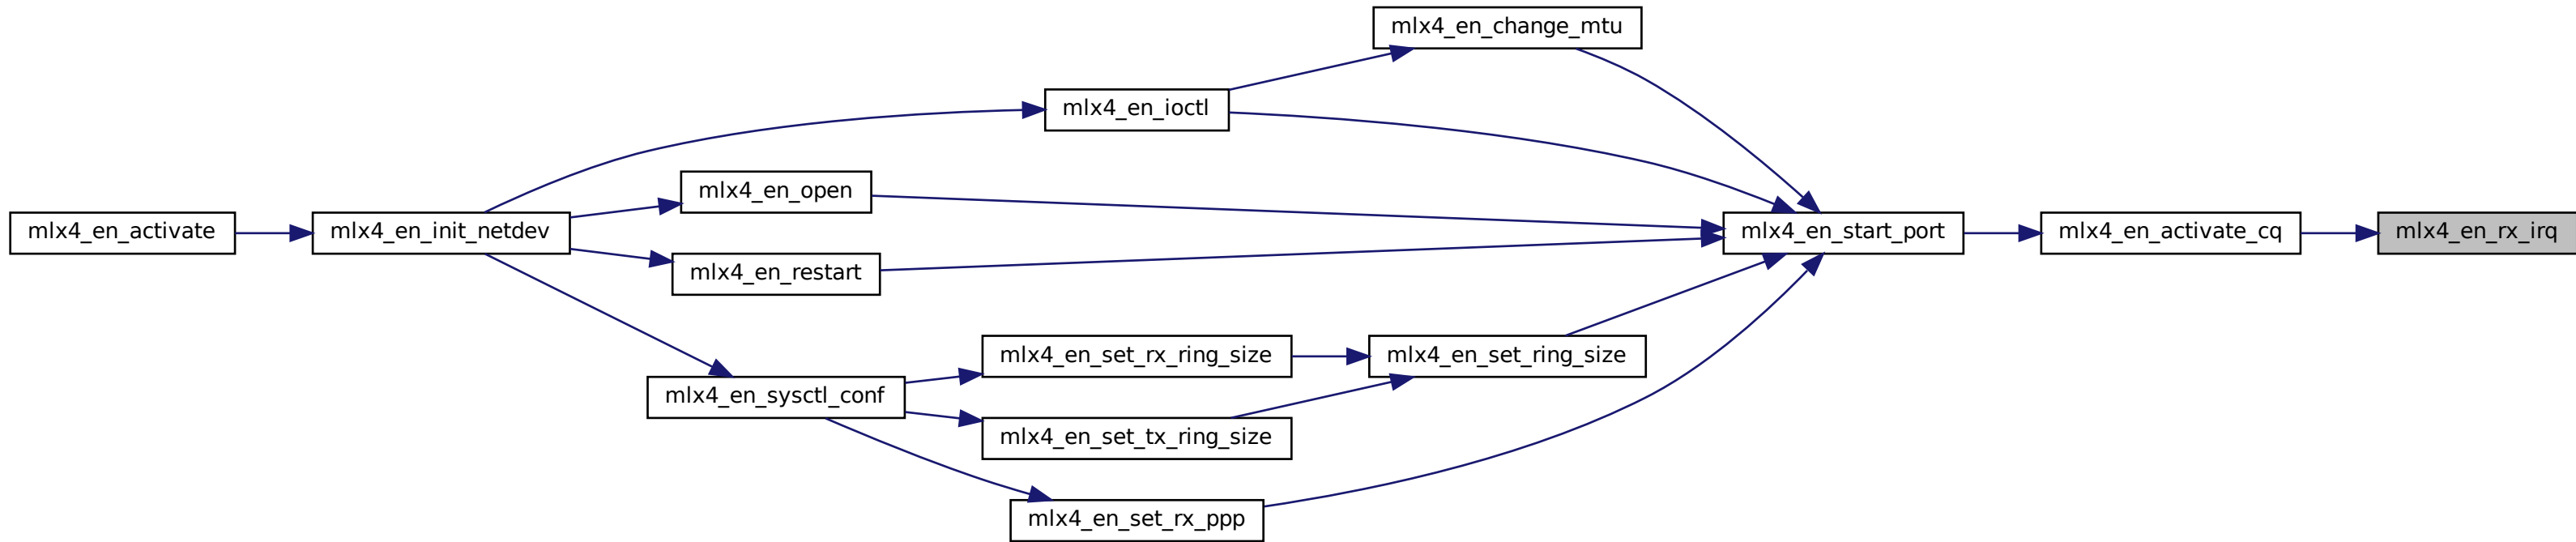 mlx4_en_change_mtu
mlx4_en_ioctl
mlx4_en_open
mlx4_en_activate
mlx4_en_init_netdev
mlx4_en_start_port
mlx4_en_activate_cq
mlx4_en_rx_irq
mlx4_en_restart
mlx4_en_set_rx_ring_size
mlx4_en_set_ring_size
mlx4_en_sysctl_conf
mlx4_en_set_tx_ring_size
mlx4_en_set_rx_ppp